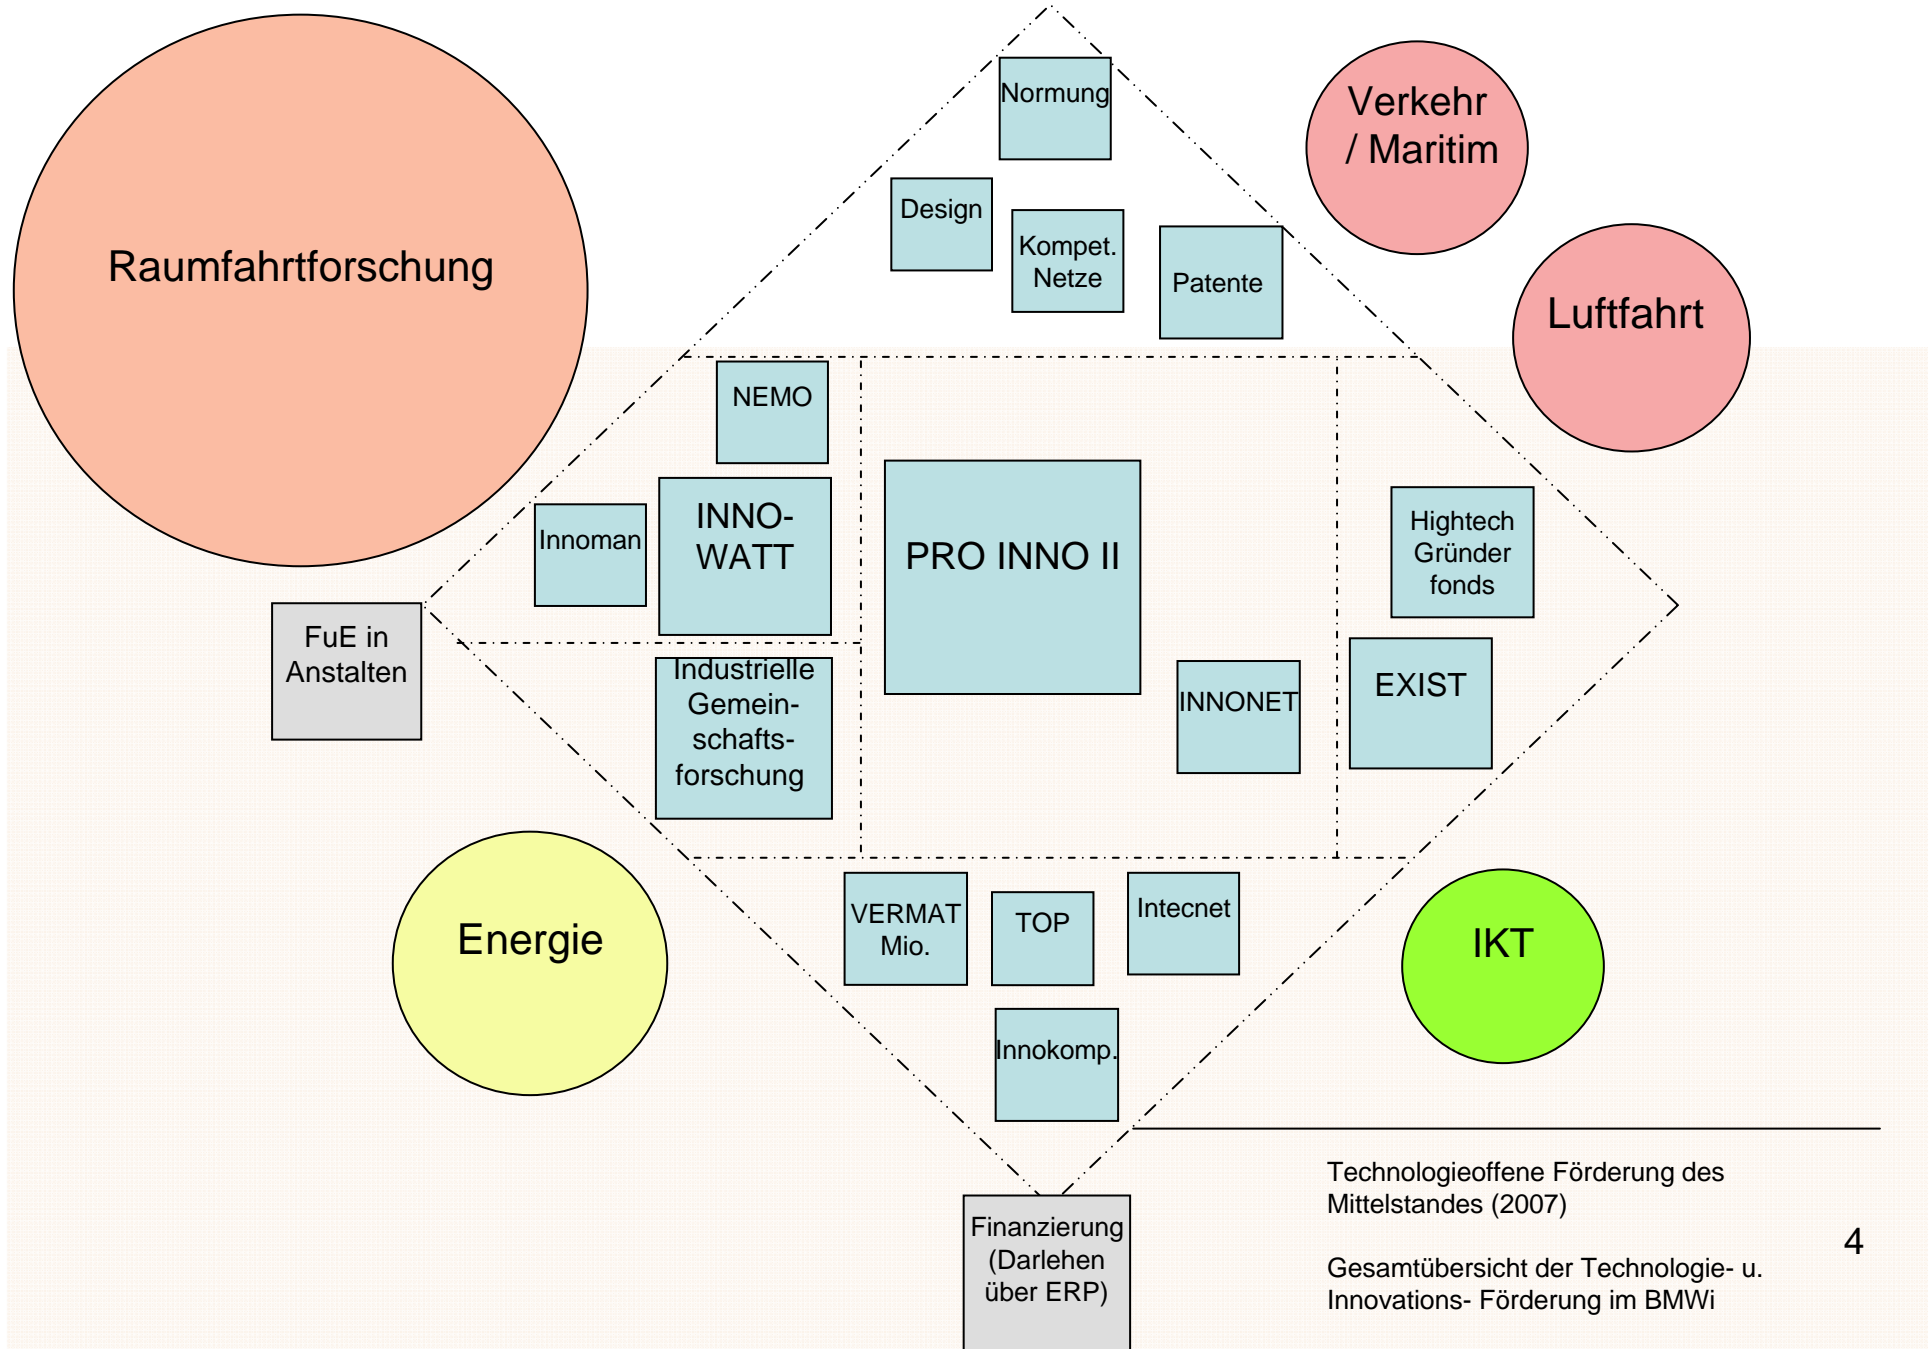 Raumfahrtforschung
Normung
Verkehr
/ Maritim
Design
Kompet.
Netze
Patente
Luftfahrt
NEMO
Innoman
INNO-
WATT
PRO INNO II
Hightech
Gründer
fonds
FuE in
Anstalten
Industrielle
Gemein-
schafts-
forschung
INNONET
EXIST
Energie
VERMAT
Mio.
TOP
Intecnet
IKT
Innokomp.
Finanzierung
(Darlehen
über ERP)
Technologieoffene Förderung des
Mittelstandes (2007)
4
Gesamtübersicht der Technologie- u.
Innovations- Förderung im BMWi